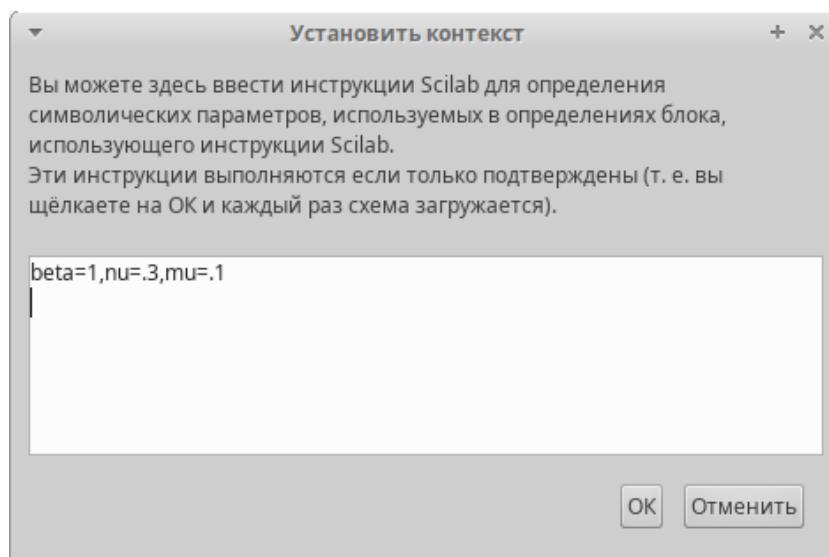 Установить контекст
Вы можете здесь ввести инструкции Scilab для определения
символических параметров, используемых в определениях блока,
использующего инструкции Scilab.
Эти инструкции выполняются если только подтверждены (т. е. вы
щёлкаете на ОК и каждый раз схема загружается).
beta=1,nu=.3,mu=.1
ОК Отменить